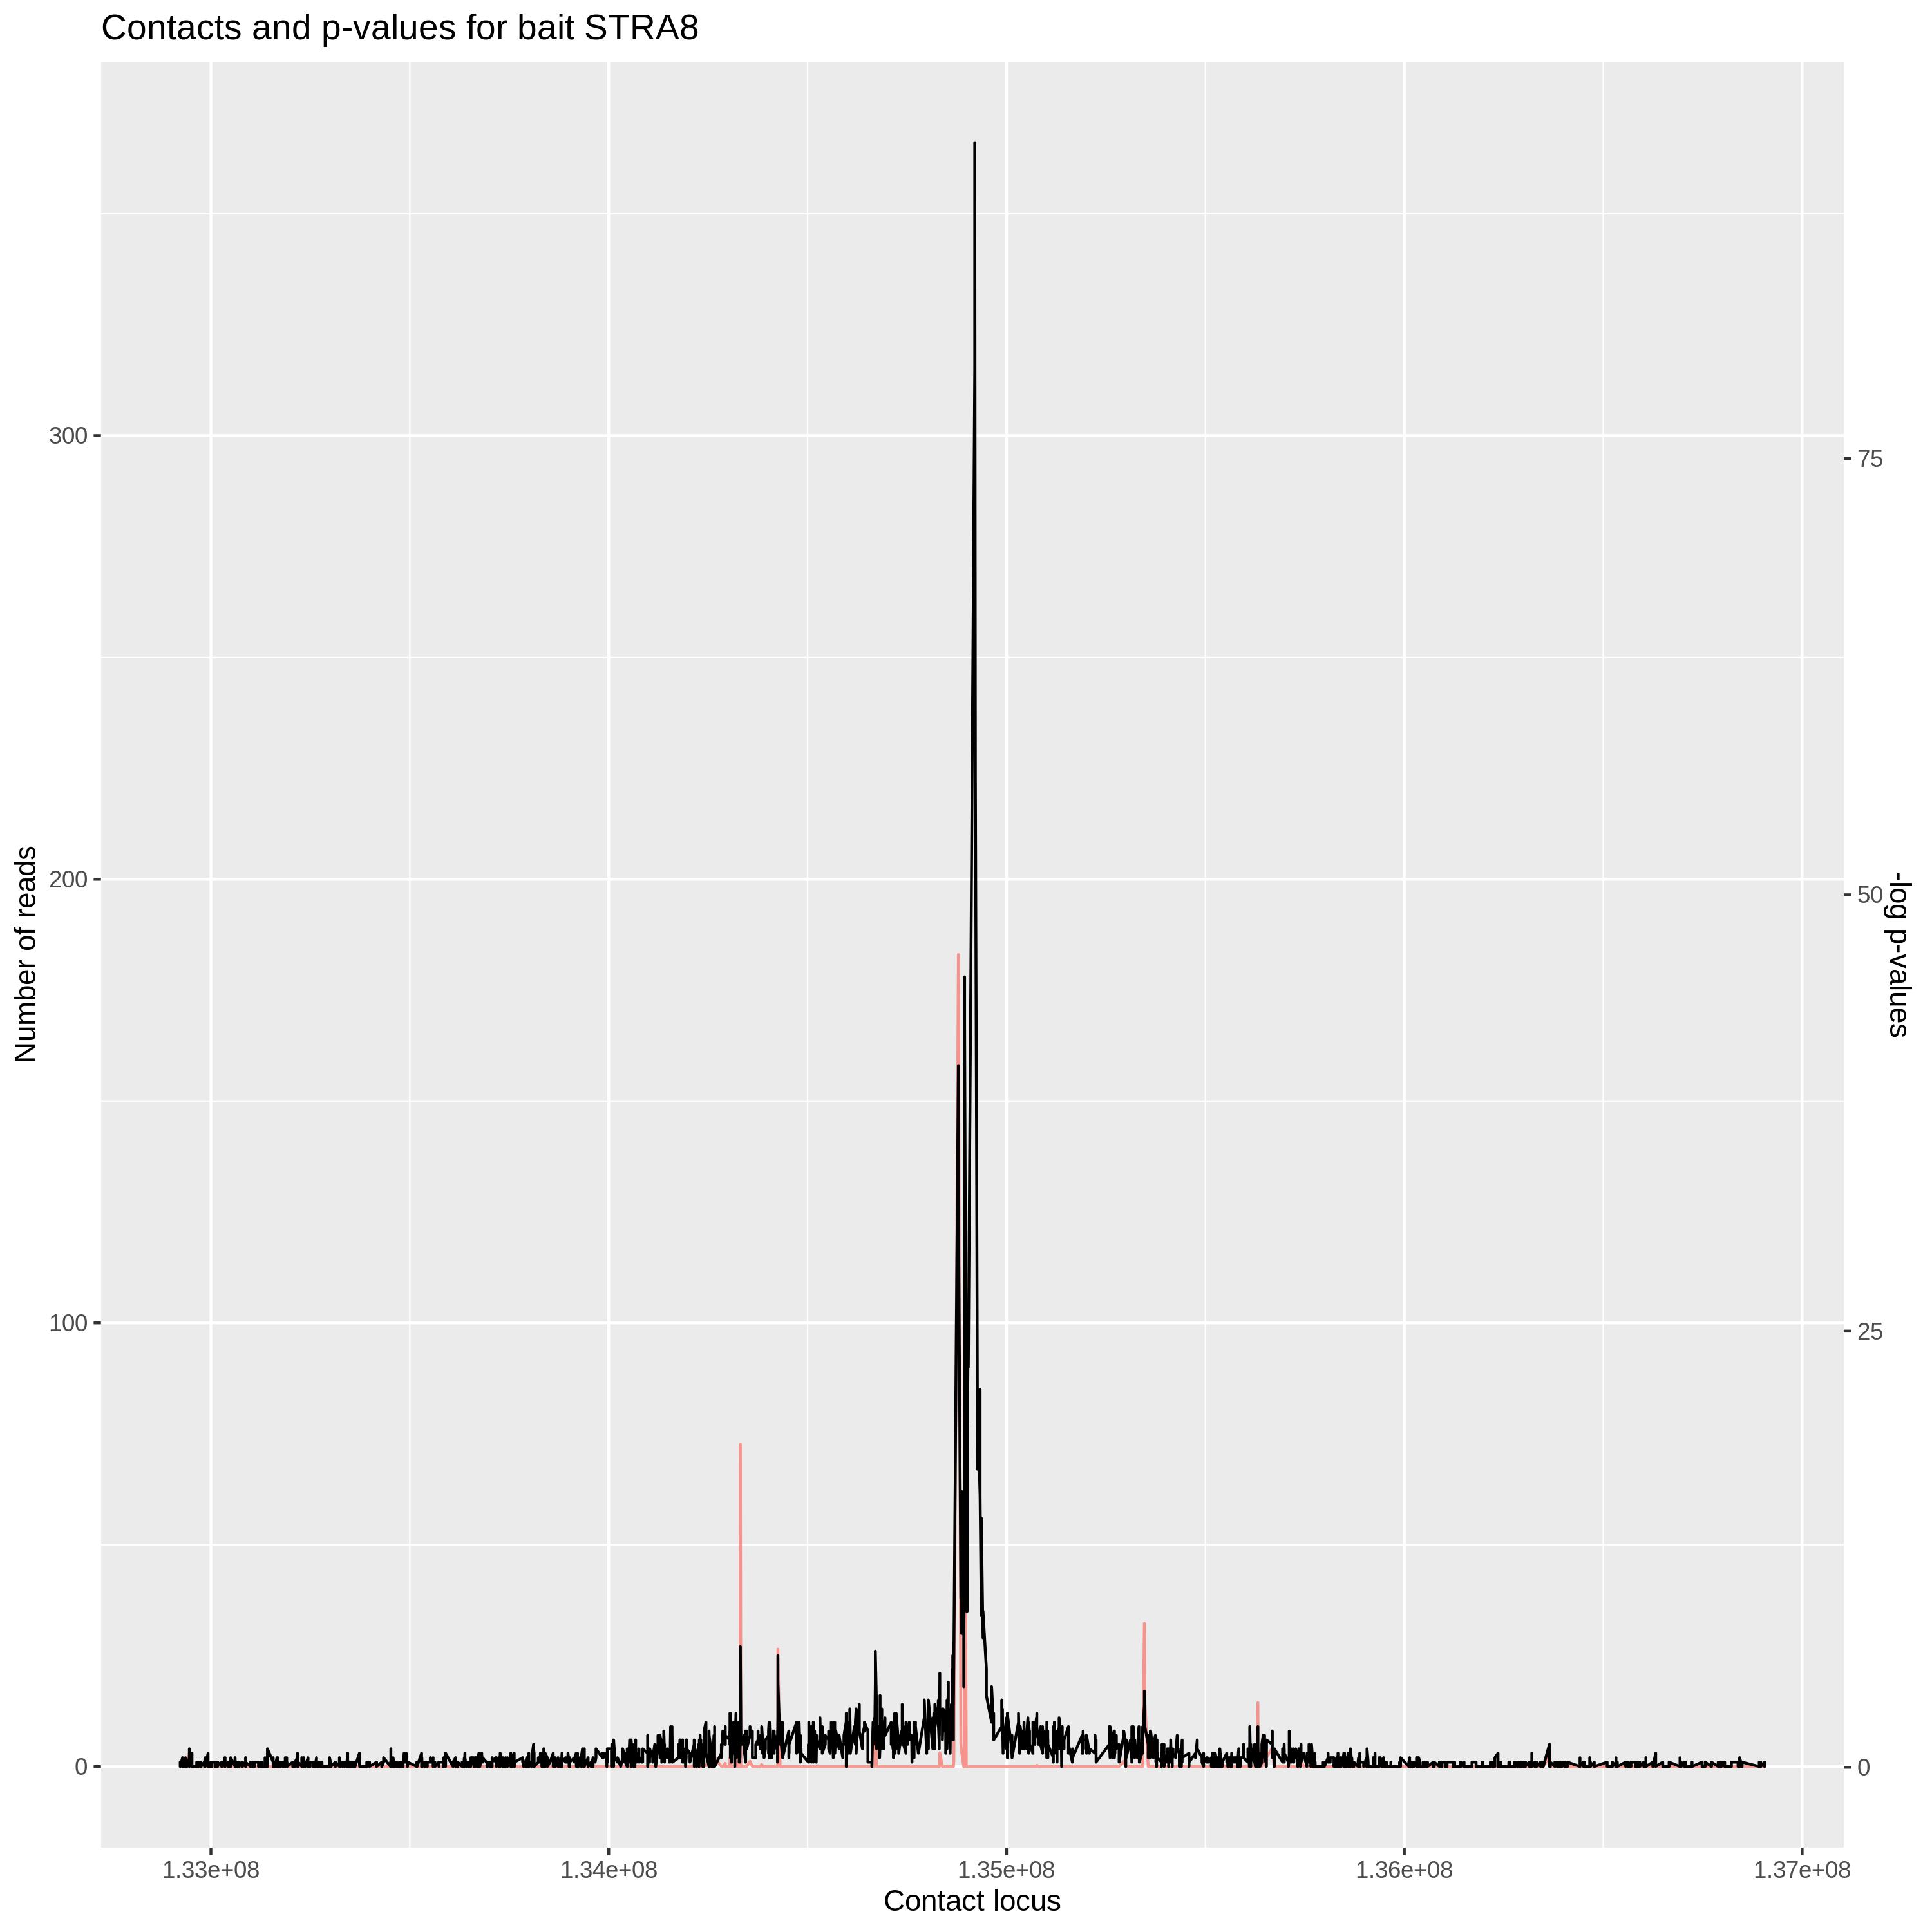 Contacts and p-values for bait STRA8
300
200
100
0
Number of reads
75
50
25
0
-log p-values
1.33e+08
1.34e+08
1.35e+08
1.36e+08
1.37e+08
Contact locus